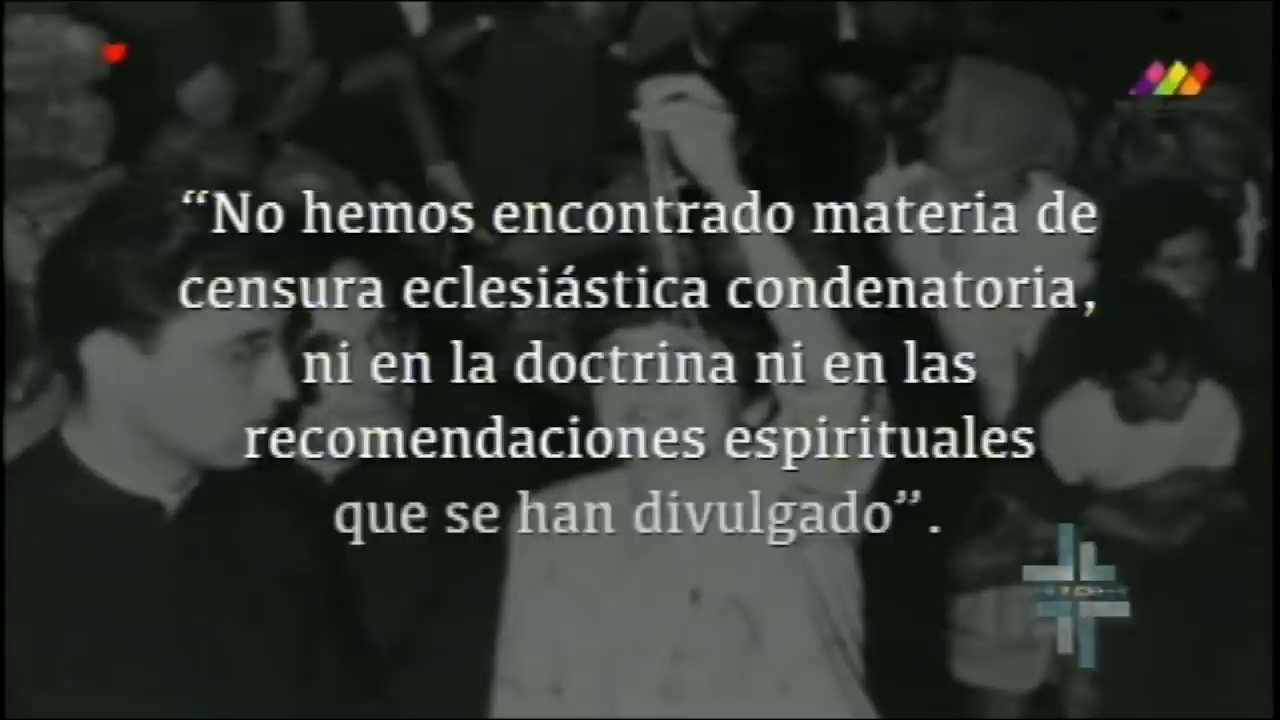 “No hemos encontrado materia de
censura eclesiástica condenatoria,
ni en la doctrina ni en las
recomendaciones espirituales
que se han divulgado”.